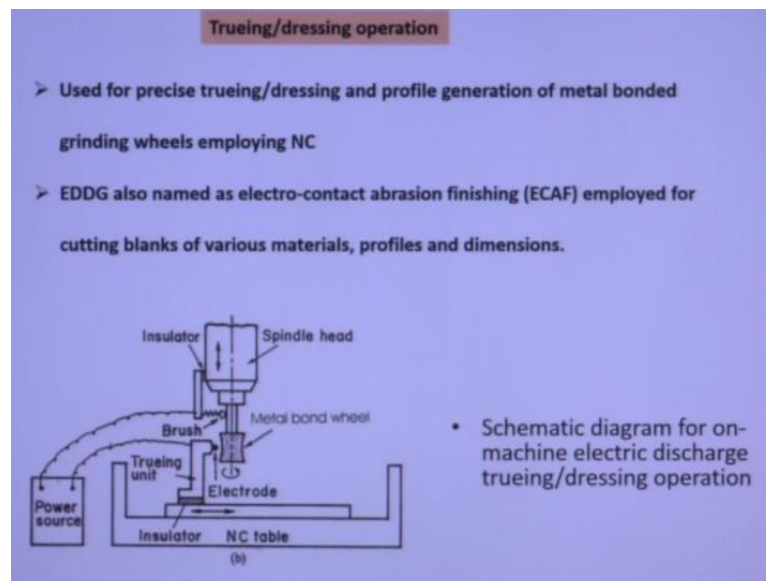 Trueing/dressing operation
➢ Used for precise trueing/dressing and profile generation of metal bonded
grinding wheels employing NC
➢ EDDG also named as electro-contact abrasion finishing (ECAF) employed for
cutting blanks of various materials, profiles and dimensions.
Insulator
Spindle head
Brush
Metal bond wheel
Trueing
unit
Electrode
Power
source
Insulator
NC table
(b)
• Schematic diagram for on-
machine electric discharge
trueing/dressing operation